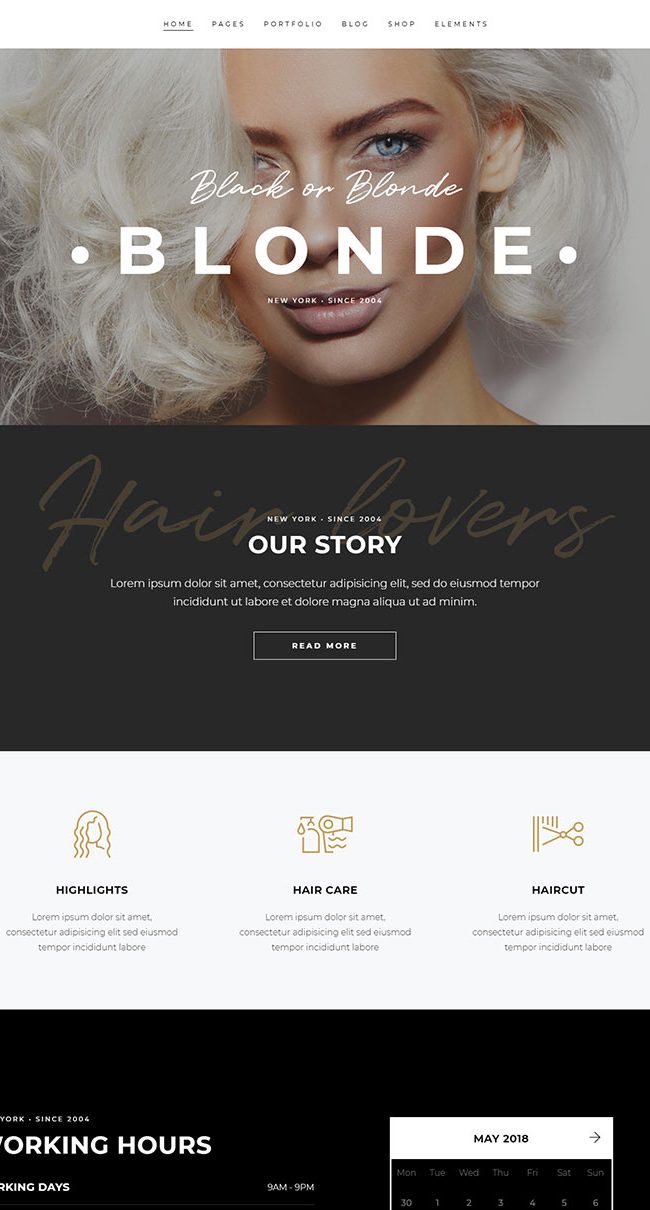 HOME PAGES PORTFOLIO BLOG SHOP ELEMENTS
Black or Blonde
• BLONDE •
NEW YORK • SINCE 2004
Hair lovers
NEW YORK • SINCE 2004
OUR STORY
Lorem ipsum dolor sit amet, consectetur adipisicing elit, sed do eiusmod tempor
incididunt ut labore et dolore magna aliqua ut ad minim.
READ MORE
HIGHLIGHTS
Lorem ipsum dolor sit amet,
consectetur adipisicing elit sed eiusmod
tempor incididunt labore
HAIR CARE
Lorem ipsum dolor sit amet,
consectetur adipisicing elit sed eiusmod
tempor incididunt labore
HAIRCUT
Lorem ipsum dolor sit amet,
consectetur adipisicing elit sed eiusmod
tempor incididunt labore
YORK • SINCE 2004
WORKING HOURS
RKING DAYS 9AM - 9PM
MAY 2018 →
Mon Tue Wed Thu Fri Sat Sun
30 1 2 3 4 5 6